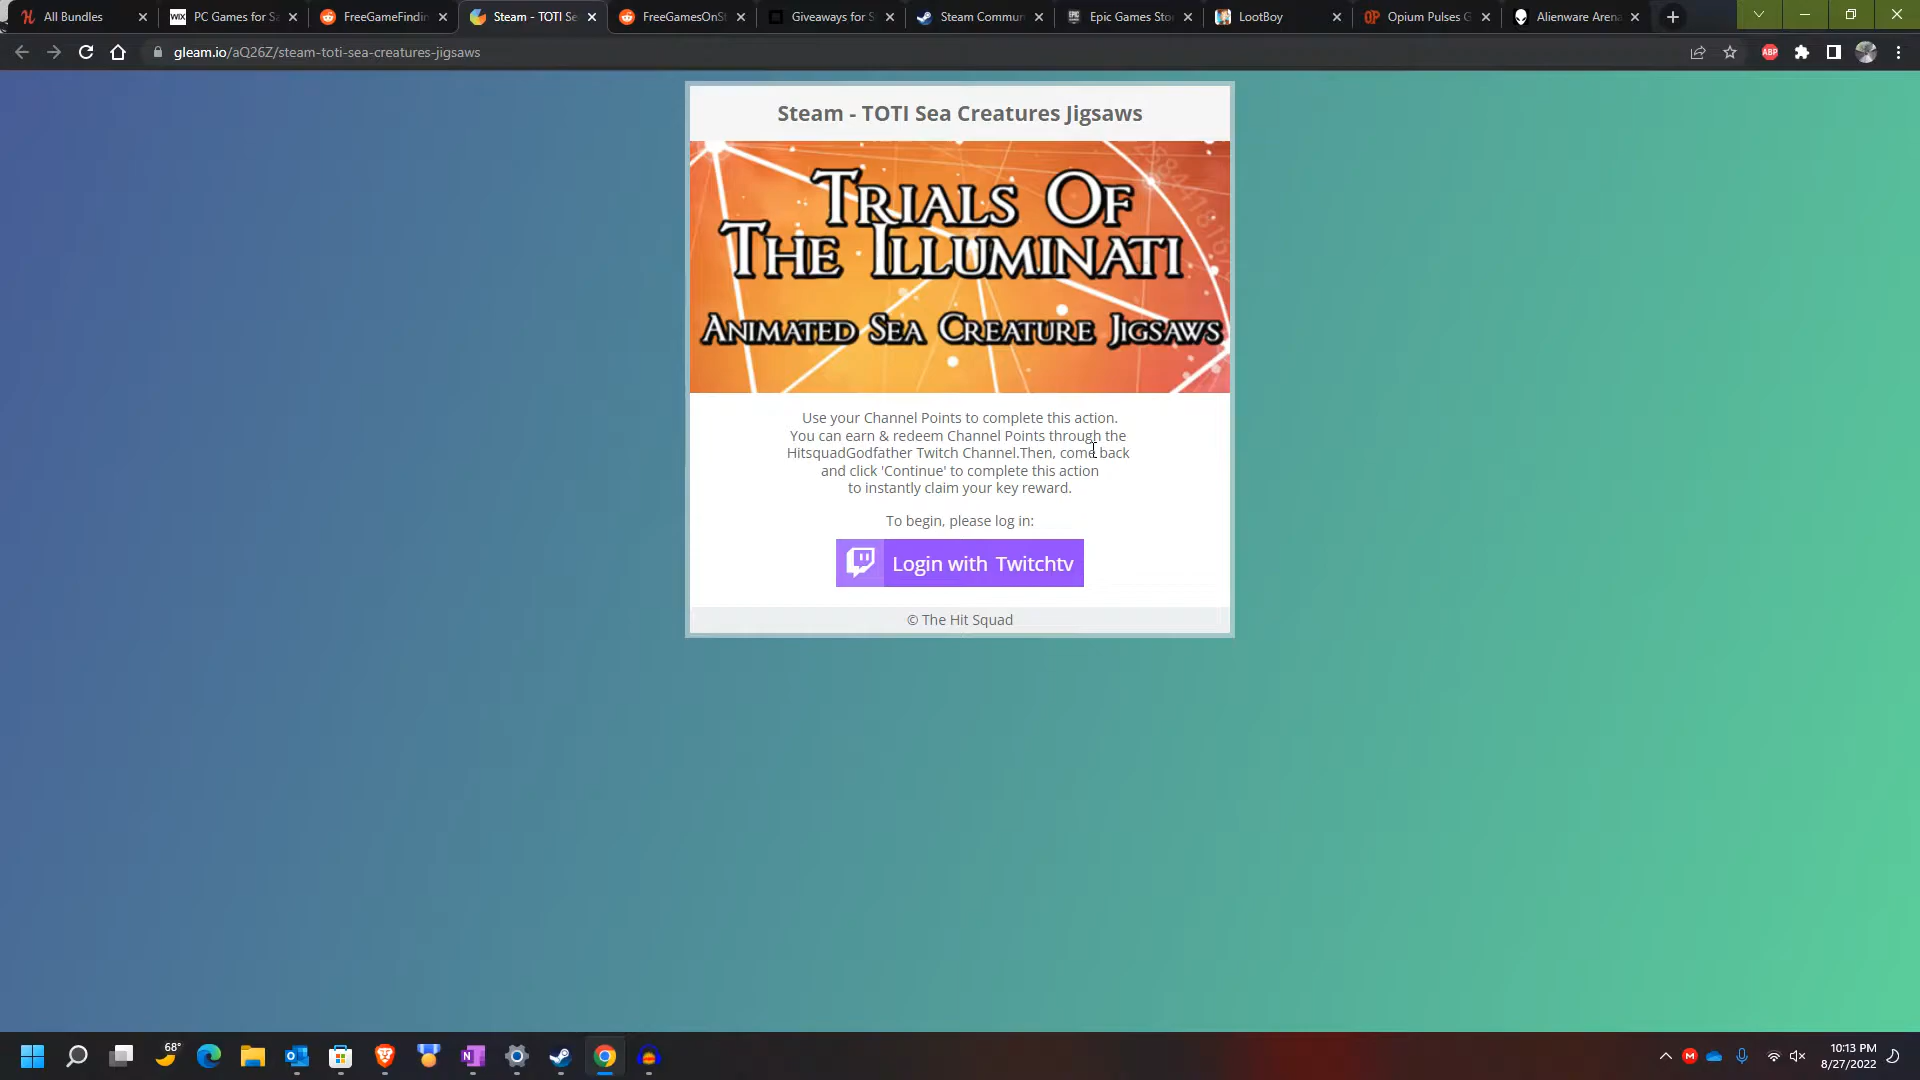 All Bundles
WiX PC Games for Sa
FreeGameFindin
Steam - TOTI Se
FreeGamesOnSt
Giveaways for S
Steam Commun
Epic Games Sto
LootBoy
Opium Pulses G
Alienware Arena
gleam.io/aQ26Z/steam-toti-sea-creatures-jigsaws
ABP
Steam - TOTI Sea Creatures Jigsaws
TRIALS OF
THE ILLUMINATI
ANIMATED SEA CREATURE JIGSAWS
Use your Channel Points to complete this action.
You can earn & redeem Channel Points through the
HitsquadGodfather Twitch Channel.Then, come back
and click 'Continue' to complete this action
to instantly claim your key reward.
To begin, please log in:
Login with Twitchtv
© The Hit Squad
68°
10:13 PM
8/27/2022